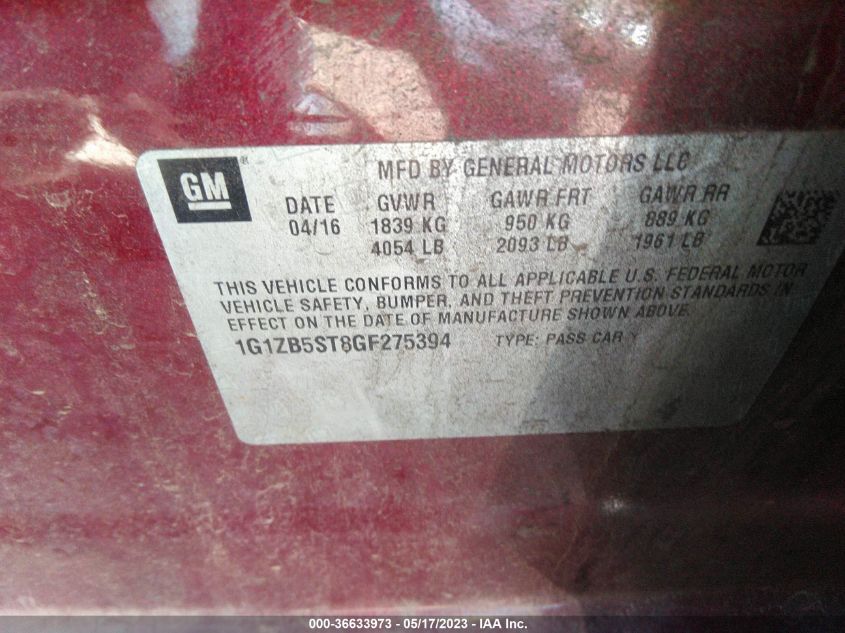 GM
MFD BY GENERAL MOTORS LLC
DATE GVWR GAWR FRT GAWR RR
04/16 1839 KG 950 KG 889 KG
4054 LB 2093 LB 1961 LB
THIS VEHICLE CONFORMS TO ALL APPLICABLE U.S. FEDERAL MOTOR
VEHICLE SAFETY, BUMPER, AND THEFT PREVENTION STANDARDS IN
EFFECT ON THE DATE OF MANUFACTURE SHOWN ABOVE.
1G1ZB5ST8GF275394 TYPE: PASS CAR Y
000-36633973 — 05/17/2023 — IAA Inc.